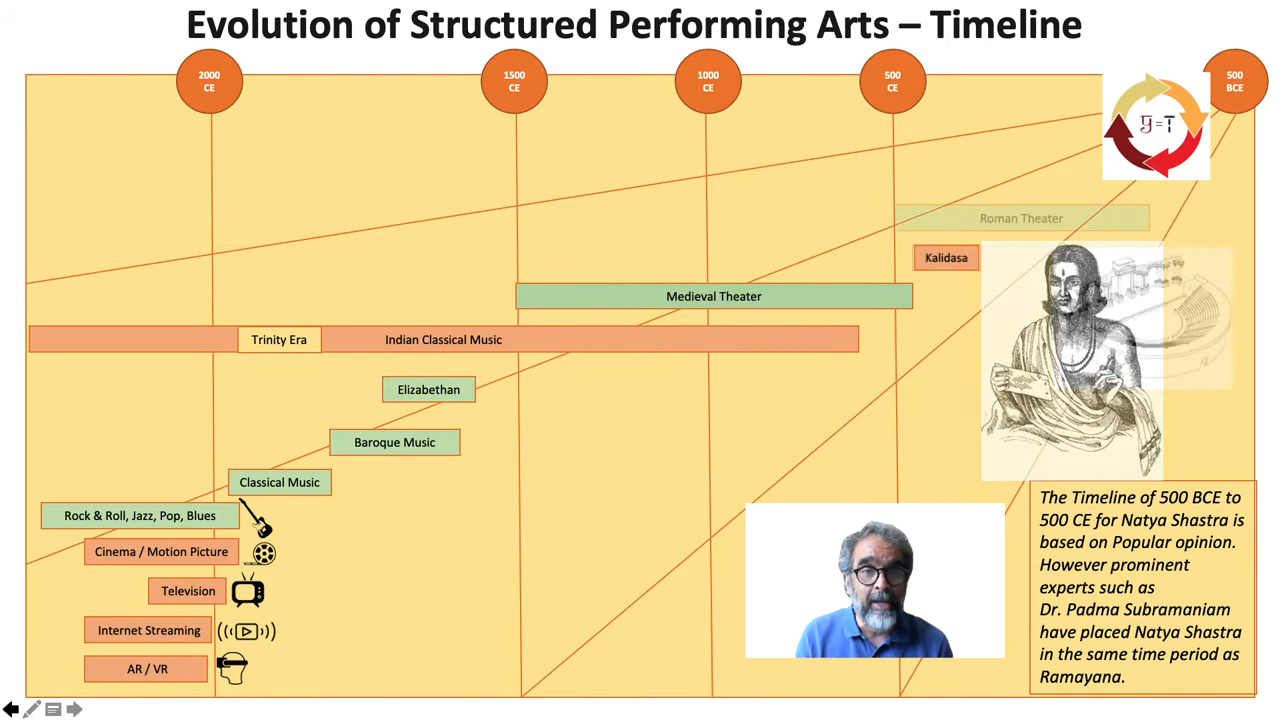 Evolution of Structured Performing Arts – Timeline
2000
CE
1500
CE
1000
CE
500
CE
500
BCE
Roman Theater
Kalidasa
Medieval Theater
Trinity Era
Indian Classical Music
Elizabethan
Baroque Music
Classical Music
Rock & Roll, Jazz, Pop, Blues
Cinema / Motion Picture
Television
Internet Streaming
AR / VR
The Timeline of 500 BCE to
500 CE for Natya Shastra is
based on Popular opinion.
However prominent
experts such as
Dr. Padma Subramaniam
have placed Natya Shastra
in the same time period as
Ramayana.